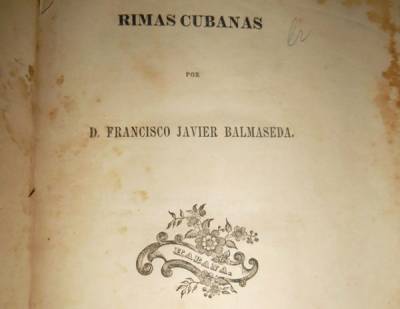 RIMAS CUBANAS
POR
D. FRANCISCO JAVIER BALMASEDA.
HABANA.